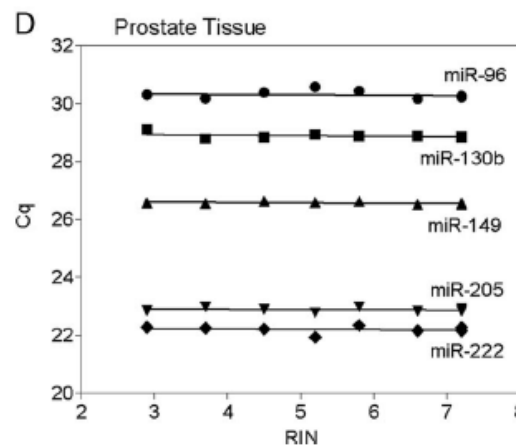 D Prostate Tissue
32
30
28
26
24
22
20
Cq
miR-96
miR-130b
miR-149
miR-205
miR-222
2 3 4 5 6 7 8
RIN